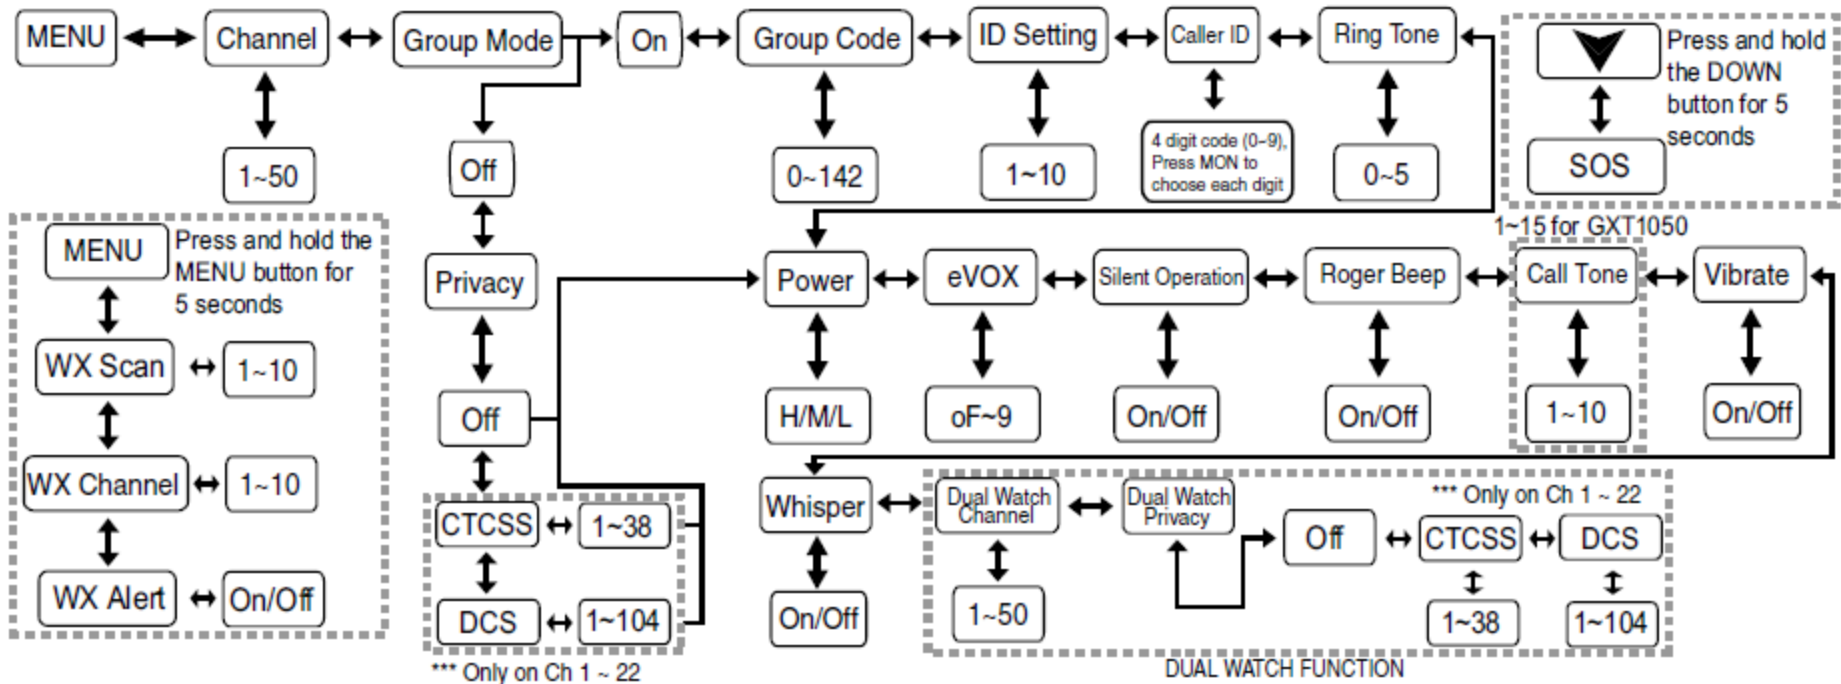 MENU
Channel
Group Mode
On
Group Code
ID Setting
Caller ID
Ring Tone
Press and hold
the DOWN
button for 5
seconds
SOS
1~50
Off
0~142
1~10
4 digit code (0~9),
Press MON to
choose each digit
0~5
MENU
Press and hold the
MENU button for
5 seconds
WX Scan
1~10
WX Channel
1~10
WX Alert
On/Off
Privacy
Off
CTCSS
1~38
DCS
1~104
*** Only on Ch 1 ~ 22
1~15 for GXT1050
Power
eVOX
Silent Operation
Roger Beep
Call Tone
Vibrate
H/M/L
oF~9
On/Off
On/Off
1~10
On/Off
Whisper
Dual Watch
Channel
Dual Watch
Privacy
*** Only on Ch 1 ~ 22
Off
CTCSS
DCS
On/Off
1~50
1~38
1~104
DUAL WATCH FUNCTION